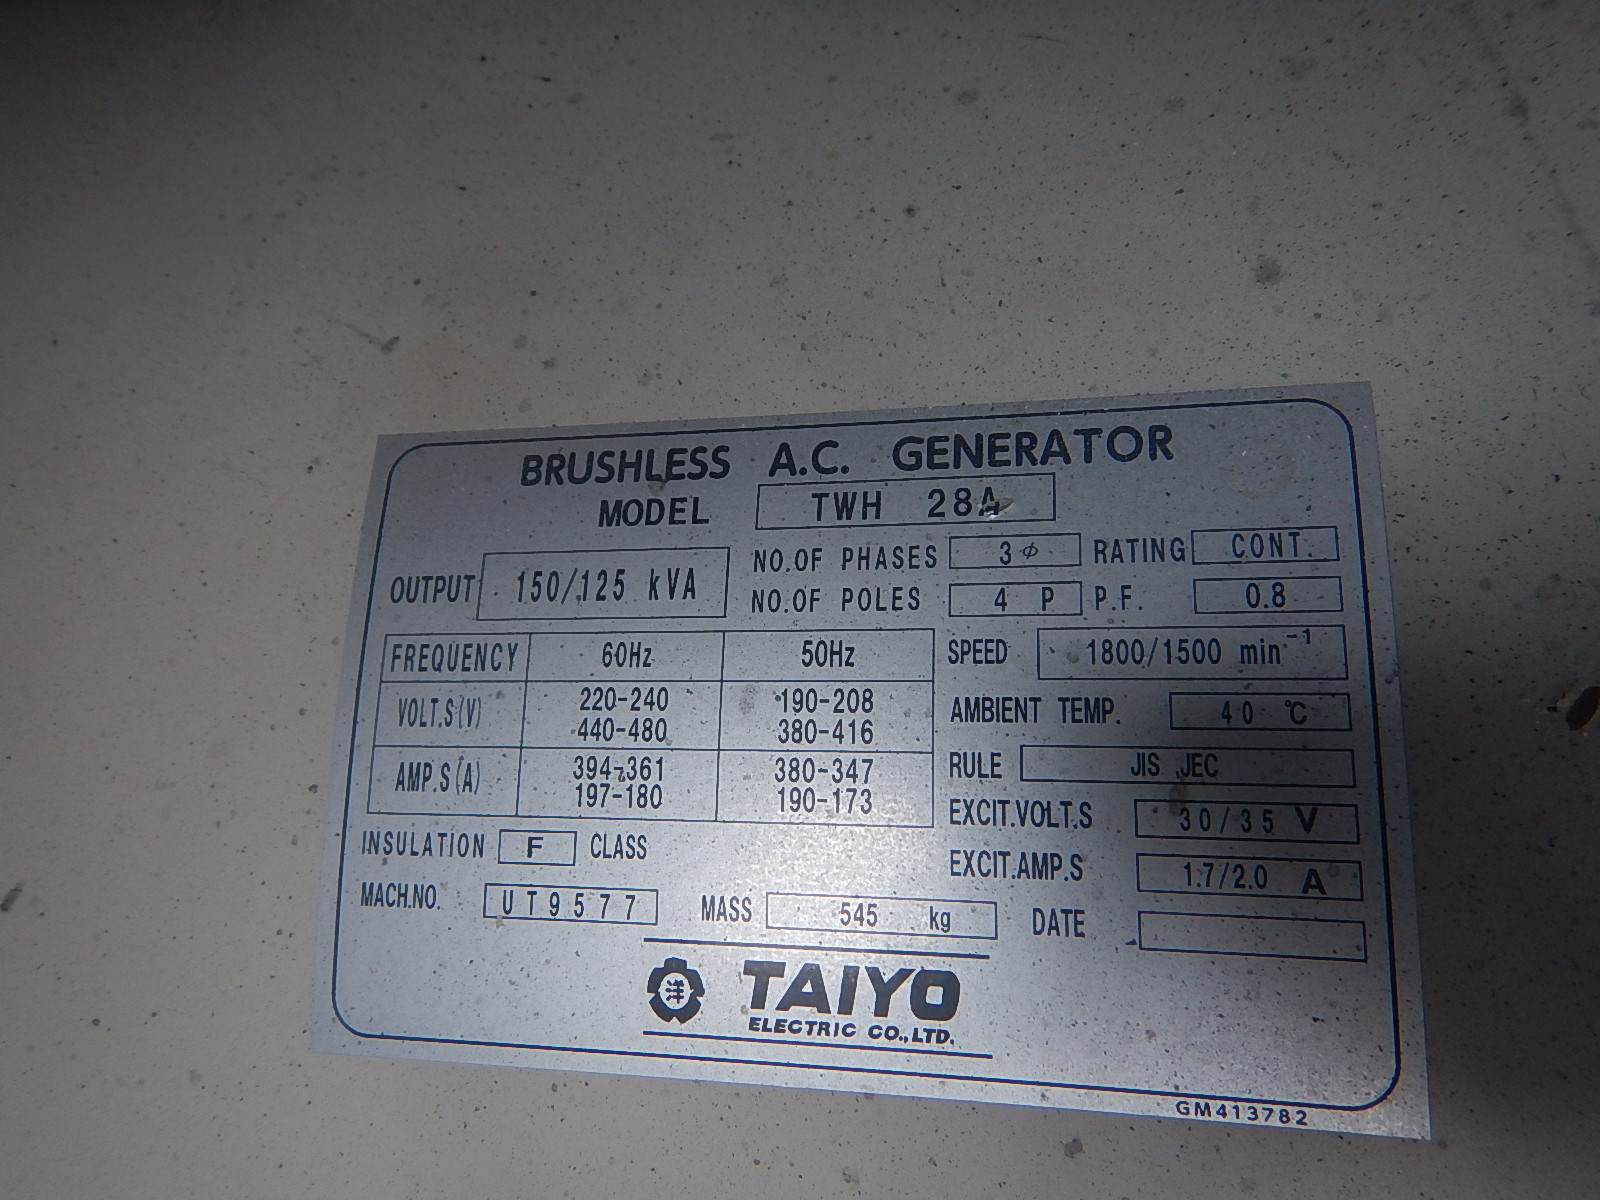 BRUSHLESS A.C. GENERATOR
MODEL TWH 28A
OUTPUT 150/125 kVA
NO.OF PHASES 3φ RATING CONT.
NO.OF POLES 4 P P.F. 0.8
FREQUENCY 60Hz 50Hz
VOLT.S(V) 220-240 190-208
440-480 380-416
AMP.S(A) 394-361 380-347
197-180 190-173
SPEED 1800/1500 min⁻¹
AMBIENT TEMP. 40 ℃
RULE JIS JEC
EXCIT.VOLT.S 30/35 V
EXCIT.AMP.S 1.7/2.0 A
INSULATION F CLASS
MACH.NO. UT9577 MASS 545 kg DATE
洋 TAIYO
ELECTRIC CO.,LTD.
GM413782